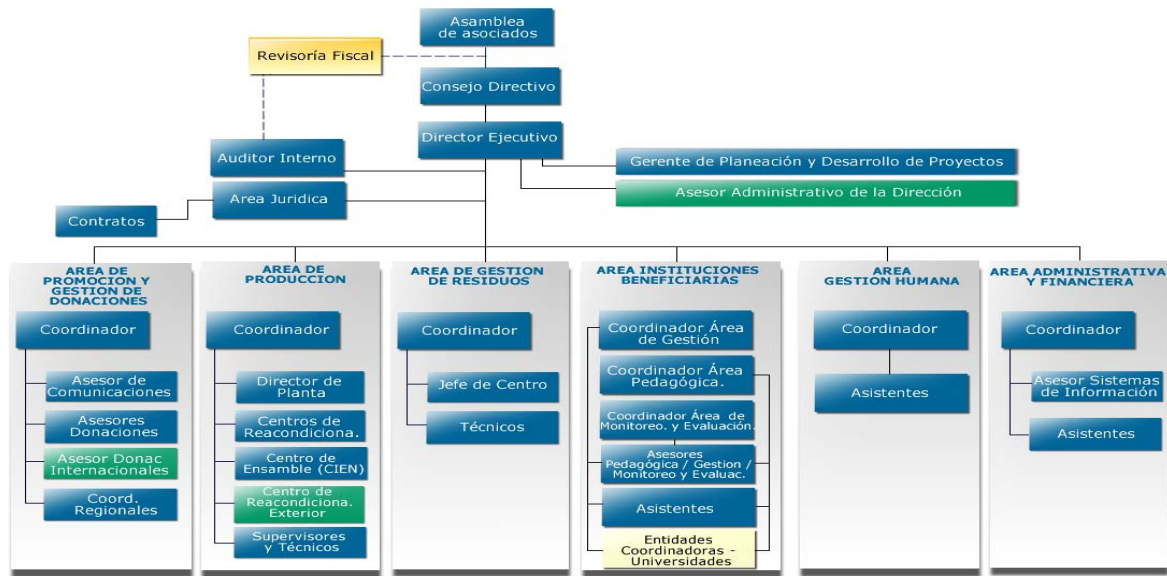 Asamblea
de asociados
Revisoría Fiscal
Consejo Directivo
Director Ejecutivo
Auditor Interno
Gerente de Planeación y Desarrollo de Proyectos
Asesor Administrativo de la Dirección
Area Juridica
Contratos
AREA DE
PROMOCION Y
GESTION DE
DONACIONES
Coordinador
Asesor de
Comunicaciones
Asesores
Donaciones
Asesor Donac
Internacionales
Coord.
Regionales
AREA DE
PRODUCCION
Coordinador
Director de
Planta
Centros de
Reacondiciona.
Centro de
Ensamble (CIEN)
Centro de
Reacondiciona.
Exterior
Supervisores
y Técnicos
AREA DE GESTION
DE RESIDUOS
Coordinador
Jefe de Centro
Técnicos
AREA INSTITUCIONES
BENEFICIARIAS
Coordinador Área
de Gestión
Coordinador Área
Pedagógica.
Coordinador Área de
Monitoreo. y Evaluación.
Asesores
Pedagógica / Gestion /
Monitoreo y Evaluac.
Asistentes
Entidades
Coordinadoras -
Universidades
AREA
GESTION HUMANA
Coordinador
Asistentes
AREA ADMINISTRATIVA
Y FINANCIERA
Coordinador
Asesor Sistemas
de Información
Asistentes